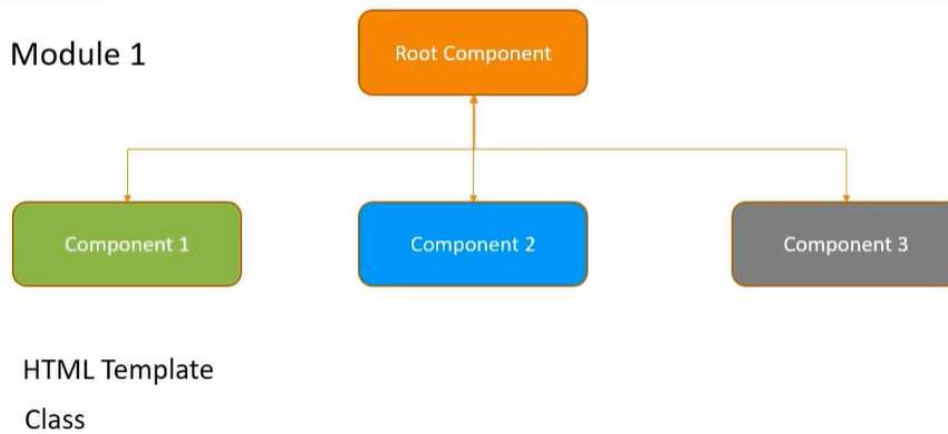 Module 1
Root Component
Component 1
Component 2
Component 3
HTML Template
Class